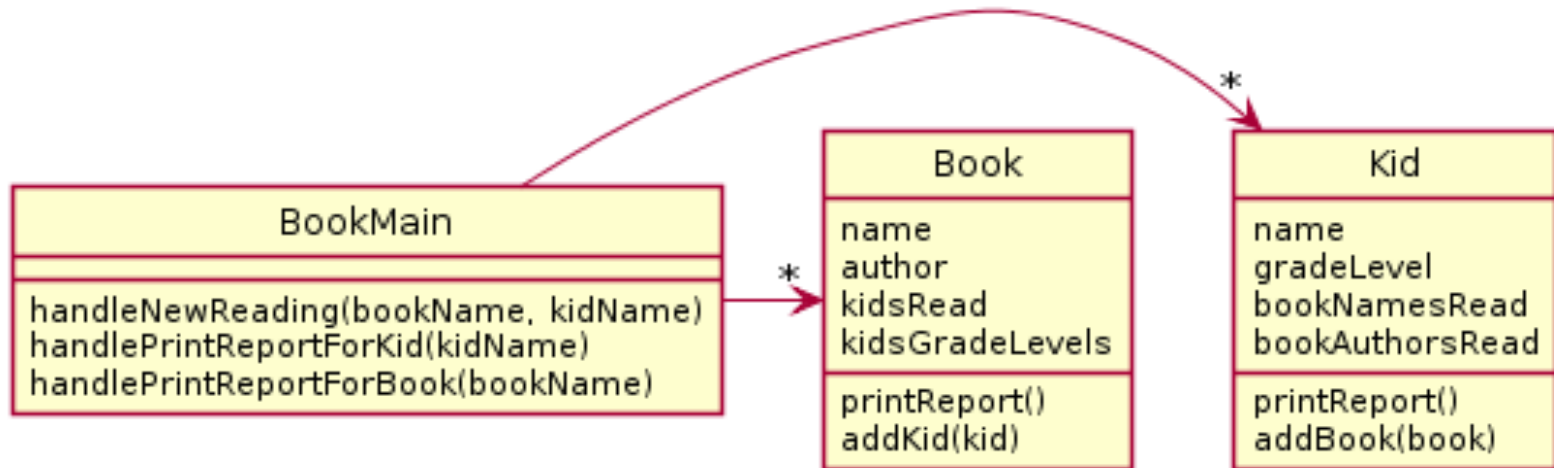 *
BookMain
handleNewReading(bookName, kidName)
handlePrintReportForKid(kidName)
handlePrintReportForBook(bookName)
*
Book
name
author
kidsRead
kidsGradeLevels
printReport()
addKid(kid)
Kid
name
gradeLevel
bookNamesRead
bookAuthorsRead
printReport()
addBook(book)